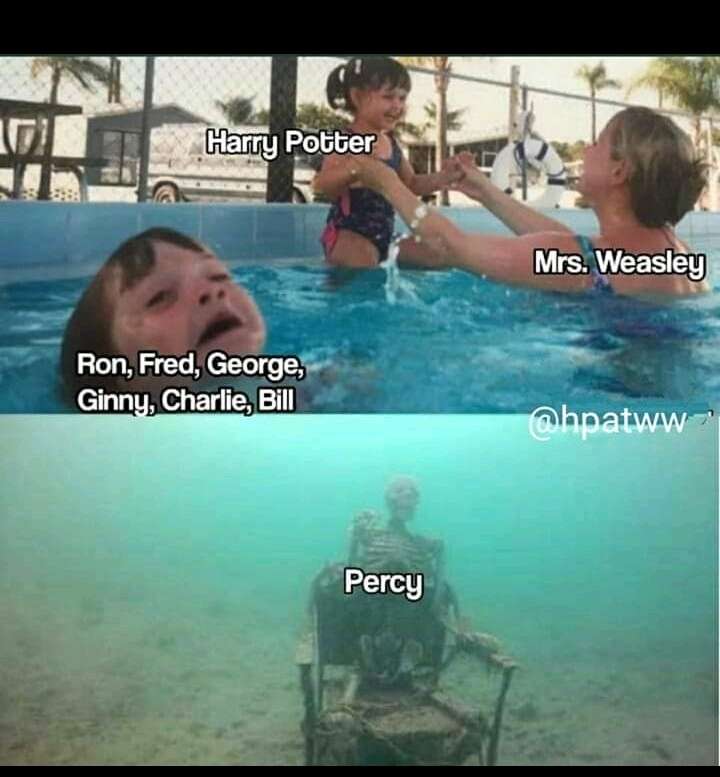 Harry Potter
Mrs. Weasley
Ron, Fred, George,
Ginny, Charlie, Bill
@hpatww
Percy